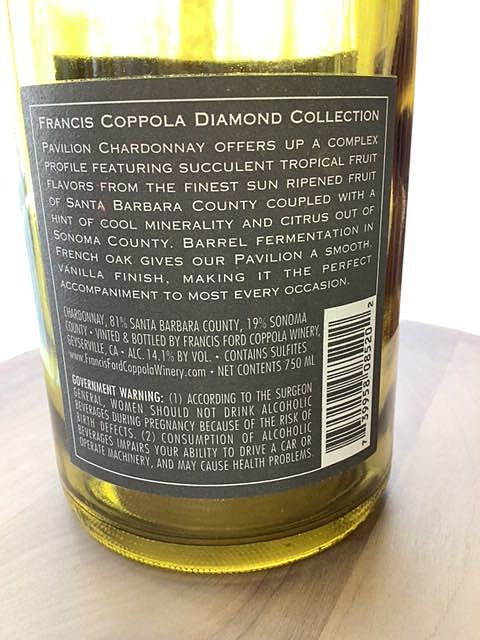 FRANCIS COPPOLA DIAMOND COLLECTION
PAVILION CHARDONNAY OFFERS UP A COMPLEX
PROFILE FEATURING SUCCULENT TROPICAL FRUIT
FLAVORS FROM THE FINEST SUN RIPENED FRUIT
OF SANTA BARBARA COUNTY COUPLED WITH A
HINT OF COOL MINERALITY AND CITRUS OUT OF
SONOMA COUNTY. BARREL FERMENTATION IN
FRENCH OAK GIVES OUR PAVILION A SMOOTH,
VANILLA FINISH, MAKING IT THE PERFECT
ACCOMPANIMENT TO MOST EVERY OCCASION.
CHARDONNAY, 81% SANTA BARBARA COUNTY, 19% SONOMA
COUNTY • VINTED & BOTTLED BY FRANCIS FORD COPPOLA WINERY,
GEYSERVILLE, CA • ALC. 14.1% BY VOL. • CONTAINS SULFITES
www.FrancisFordCoppolaWinery.com • NET CONTENTS 750 ML
GOVERNMENT WARNING: (1) ACCORDING TO THE SURGEON
GENERAL, WOMEN SHOULD NOT DRINK ALCOHOLIC
BEVERAGES DURING PREGNANCY BECAUSE OF THE RISK OF
BIRTH DEFECTS. (2) CONSUMPTION OF ALCOHOLIC
BEVERAGES IMPAIRS YOUR ABILITY TO DRIVE A CAR OR
OPERATE MACHINERY, AND MAY CAUSE HEALTH PROBLEMS.
7 39958 08520 2